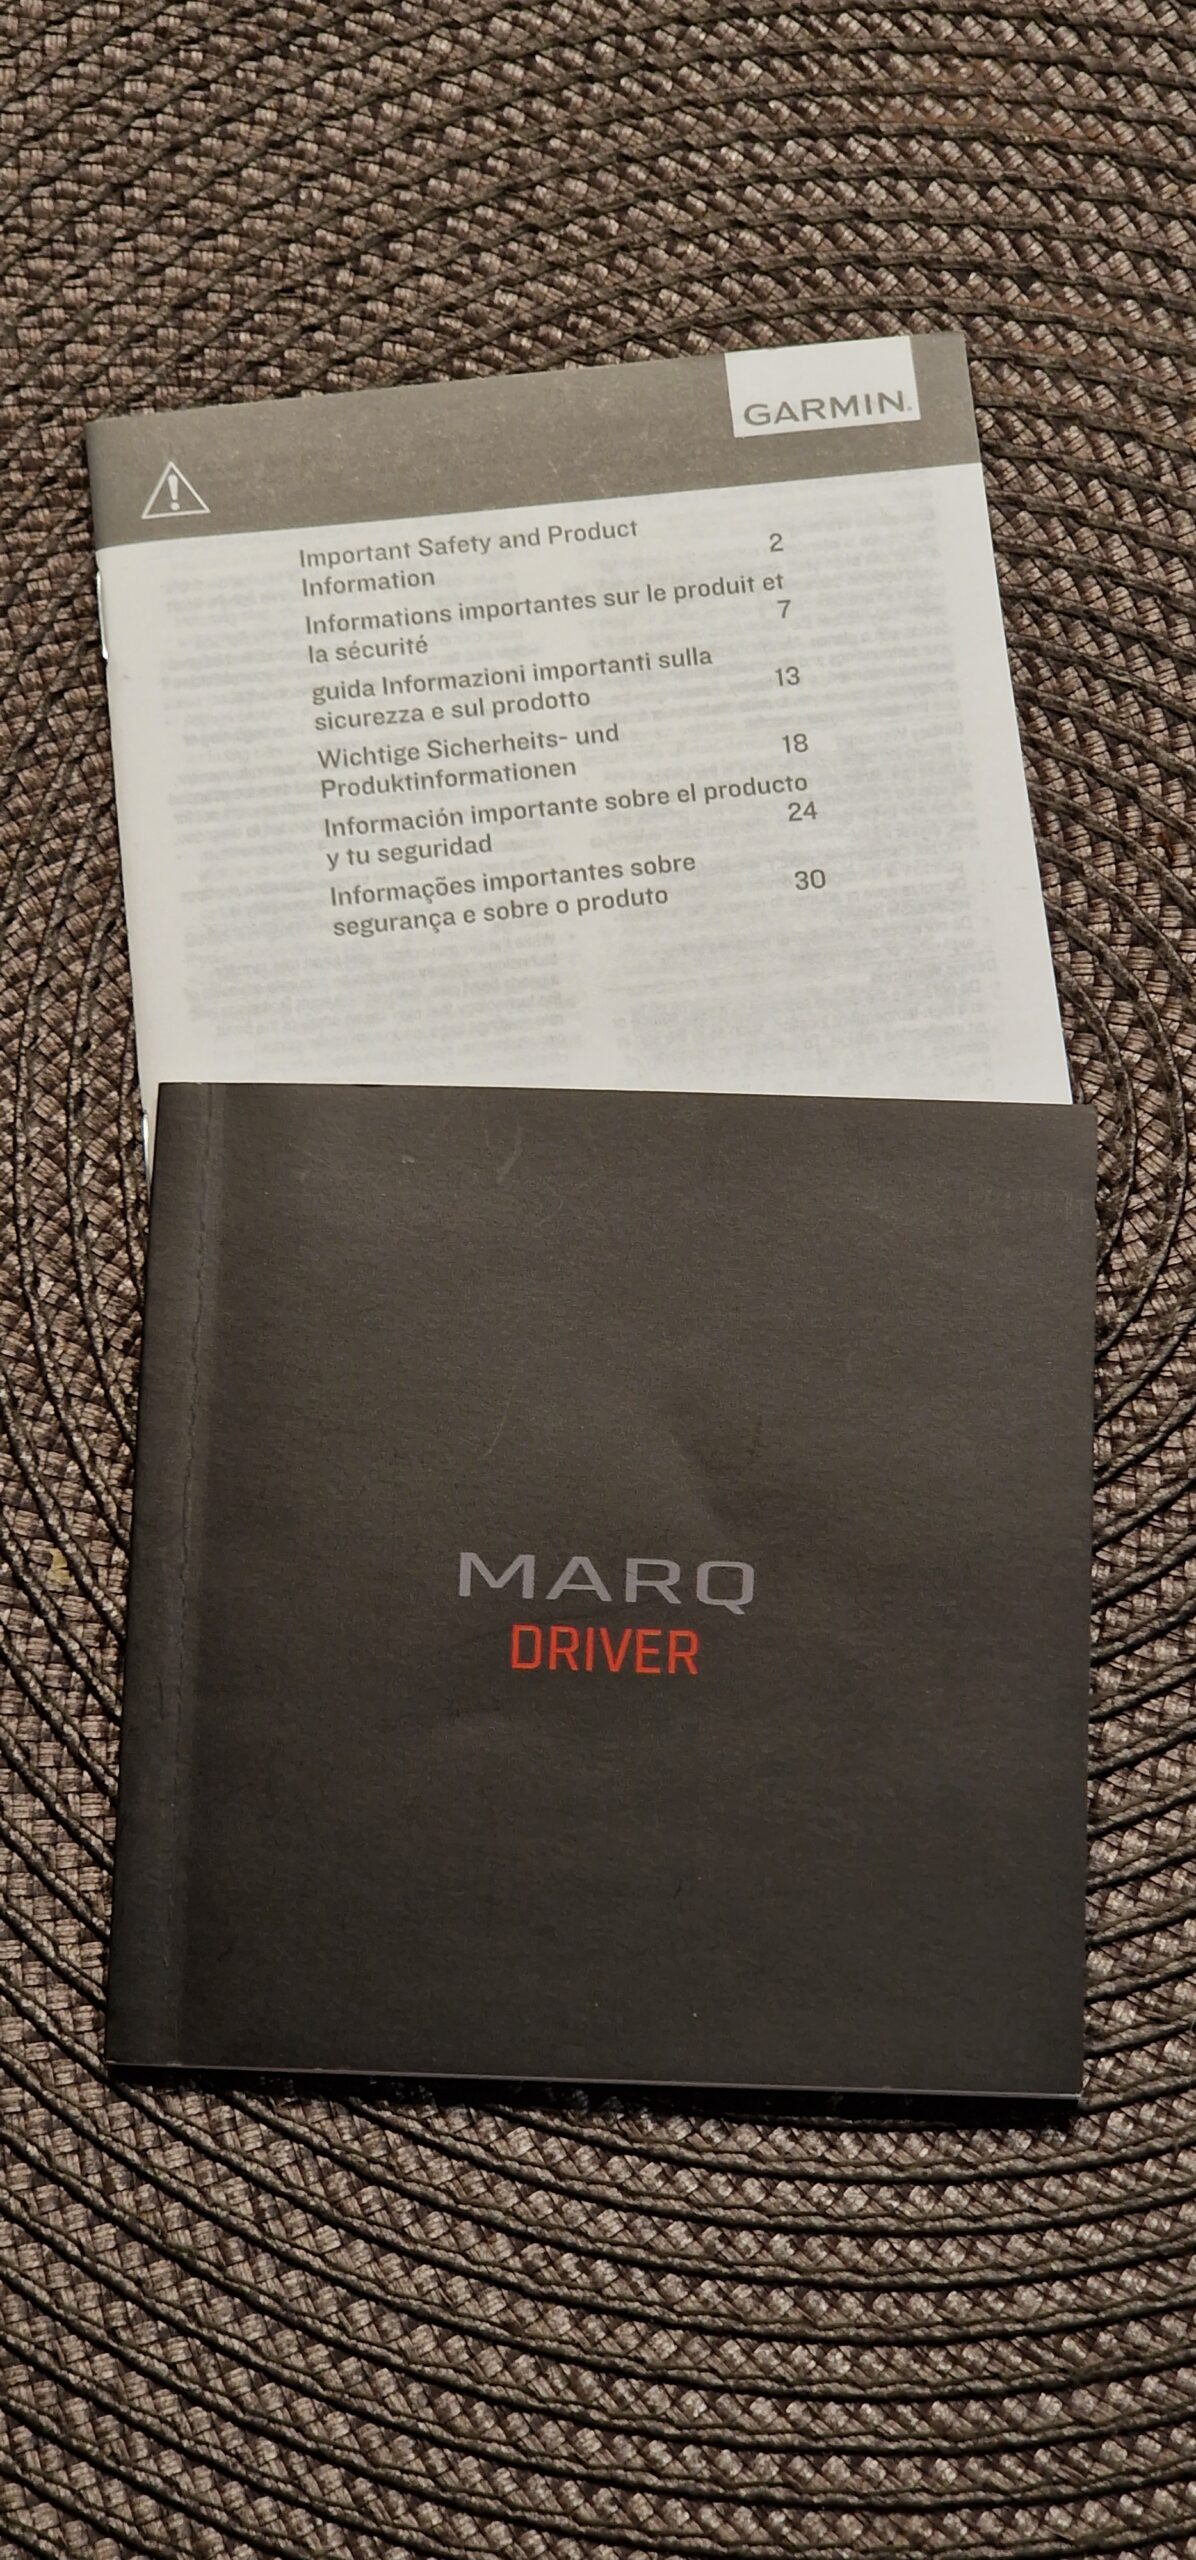 GARMIN.
Important Safety and Product
Information 2
Informations importantes sur le produit et
la sécurité 7
guida Informazioni importanti sulla
sicurezza e sul prodotto 13
Wichtige Sicherheits- und
Produktinformationen 18
Información importante sobre el producto
y tu seguridad 24
Informações importantes sobre
segurança e sobre o produto 30
MARQ
DRIVER